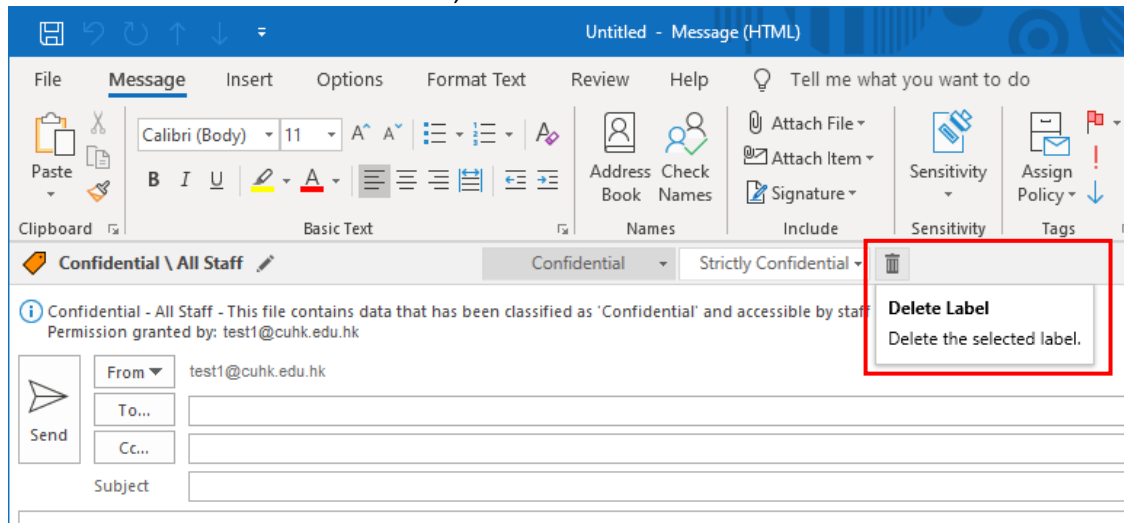 Untitled - Message (HTML)
File Message Insert Options Format Text Review Help Tell me what you want to do
Calibri (Body) 11 A^ A˅ A
Attach File
Attach Item
Paste B I U A Address Check Sensitivity Assign
Book Names Signature Policy
Clipboard Basic Text Names Include Sensitivity Tags
Confidential \ All Staff Confidential Strictly Confidential
Confidential - All Staff - This file contains data that has been classified as 'Confidential' and accessible by staff
Permission granted by: test1@cuhk.edu.hk
Delete Label
Delete the selected label.
From test1@cuhk.edu.hk
To...
Send
Cc...
Subject